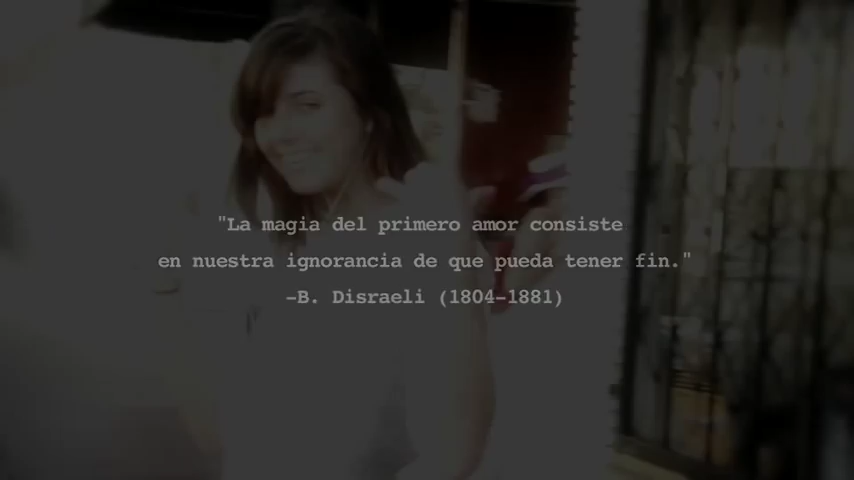 "La magia del primero amor consiste
en nuestra ignorancia de que pueda tener fin."
-B. Disraeli (1804-1881)